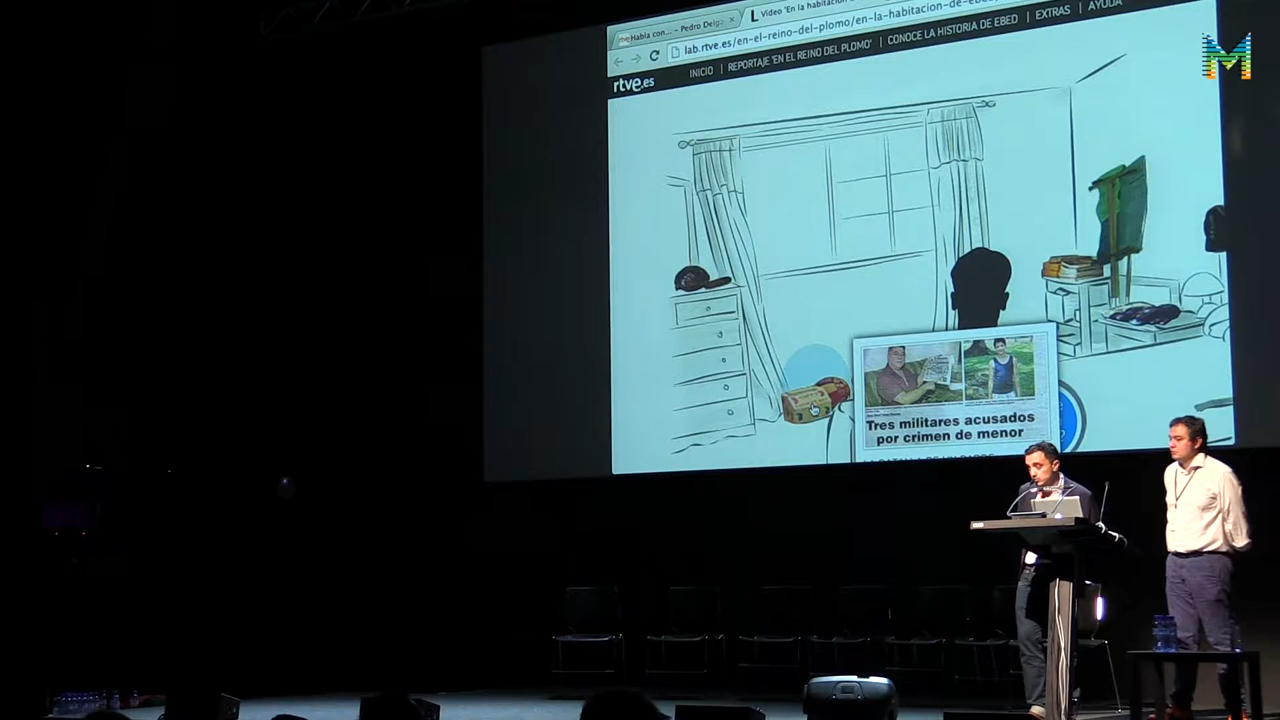 Habla con... – Pedro Delga
Vídeo 'En la habitación
lab.rtve.es/en-el-reino-del-plomo/en-la-habitacion-de-ebed
rtve.es
INICIO | REPORTAJE 'EN EL REINO DEL PLOMO' | CONOCE LA HISTORIA DE EBED | EXTRAS | AYUDA
M
Tres militares acusados
por crimen de menor